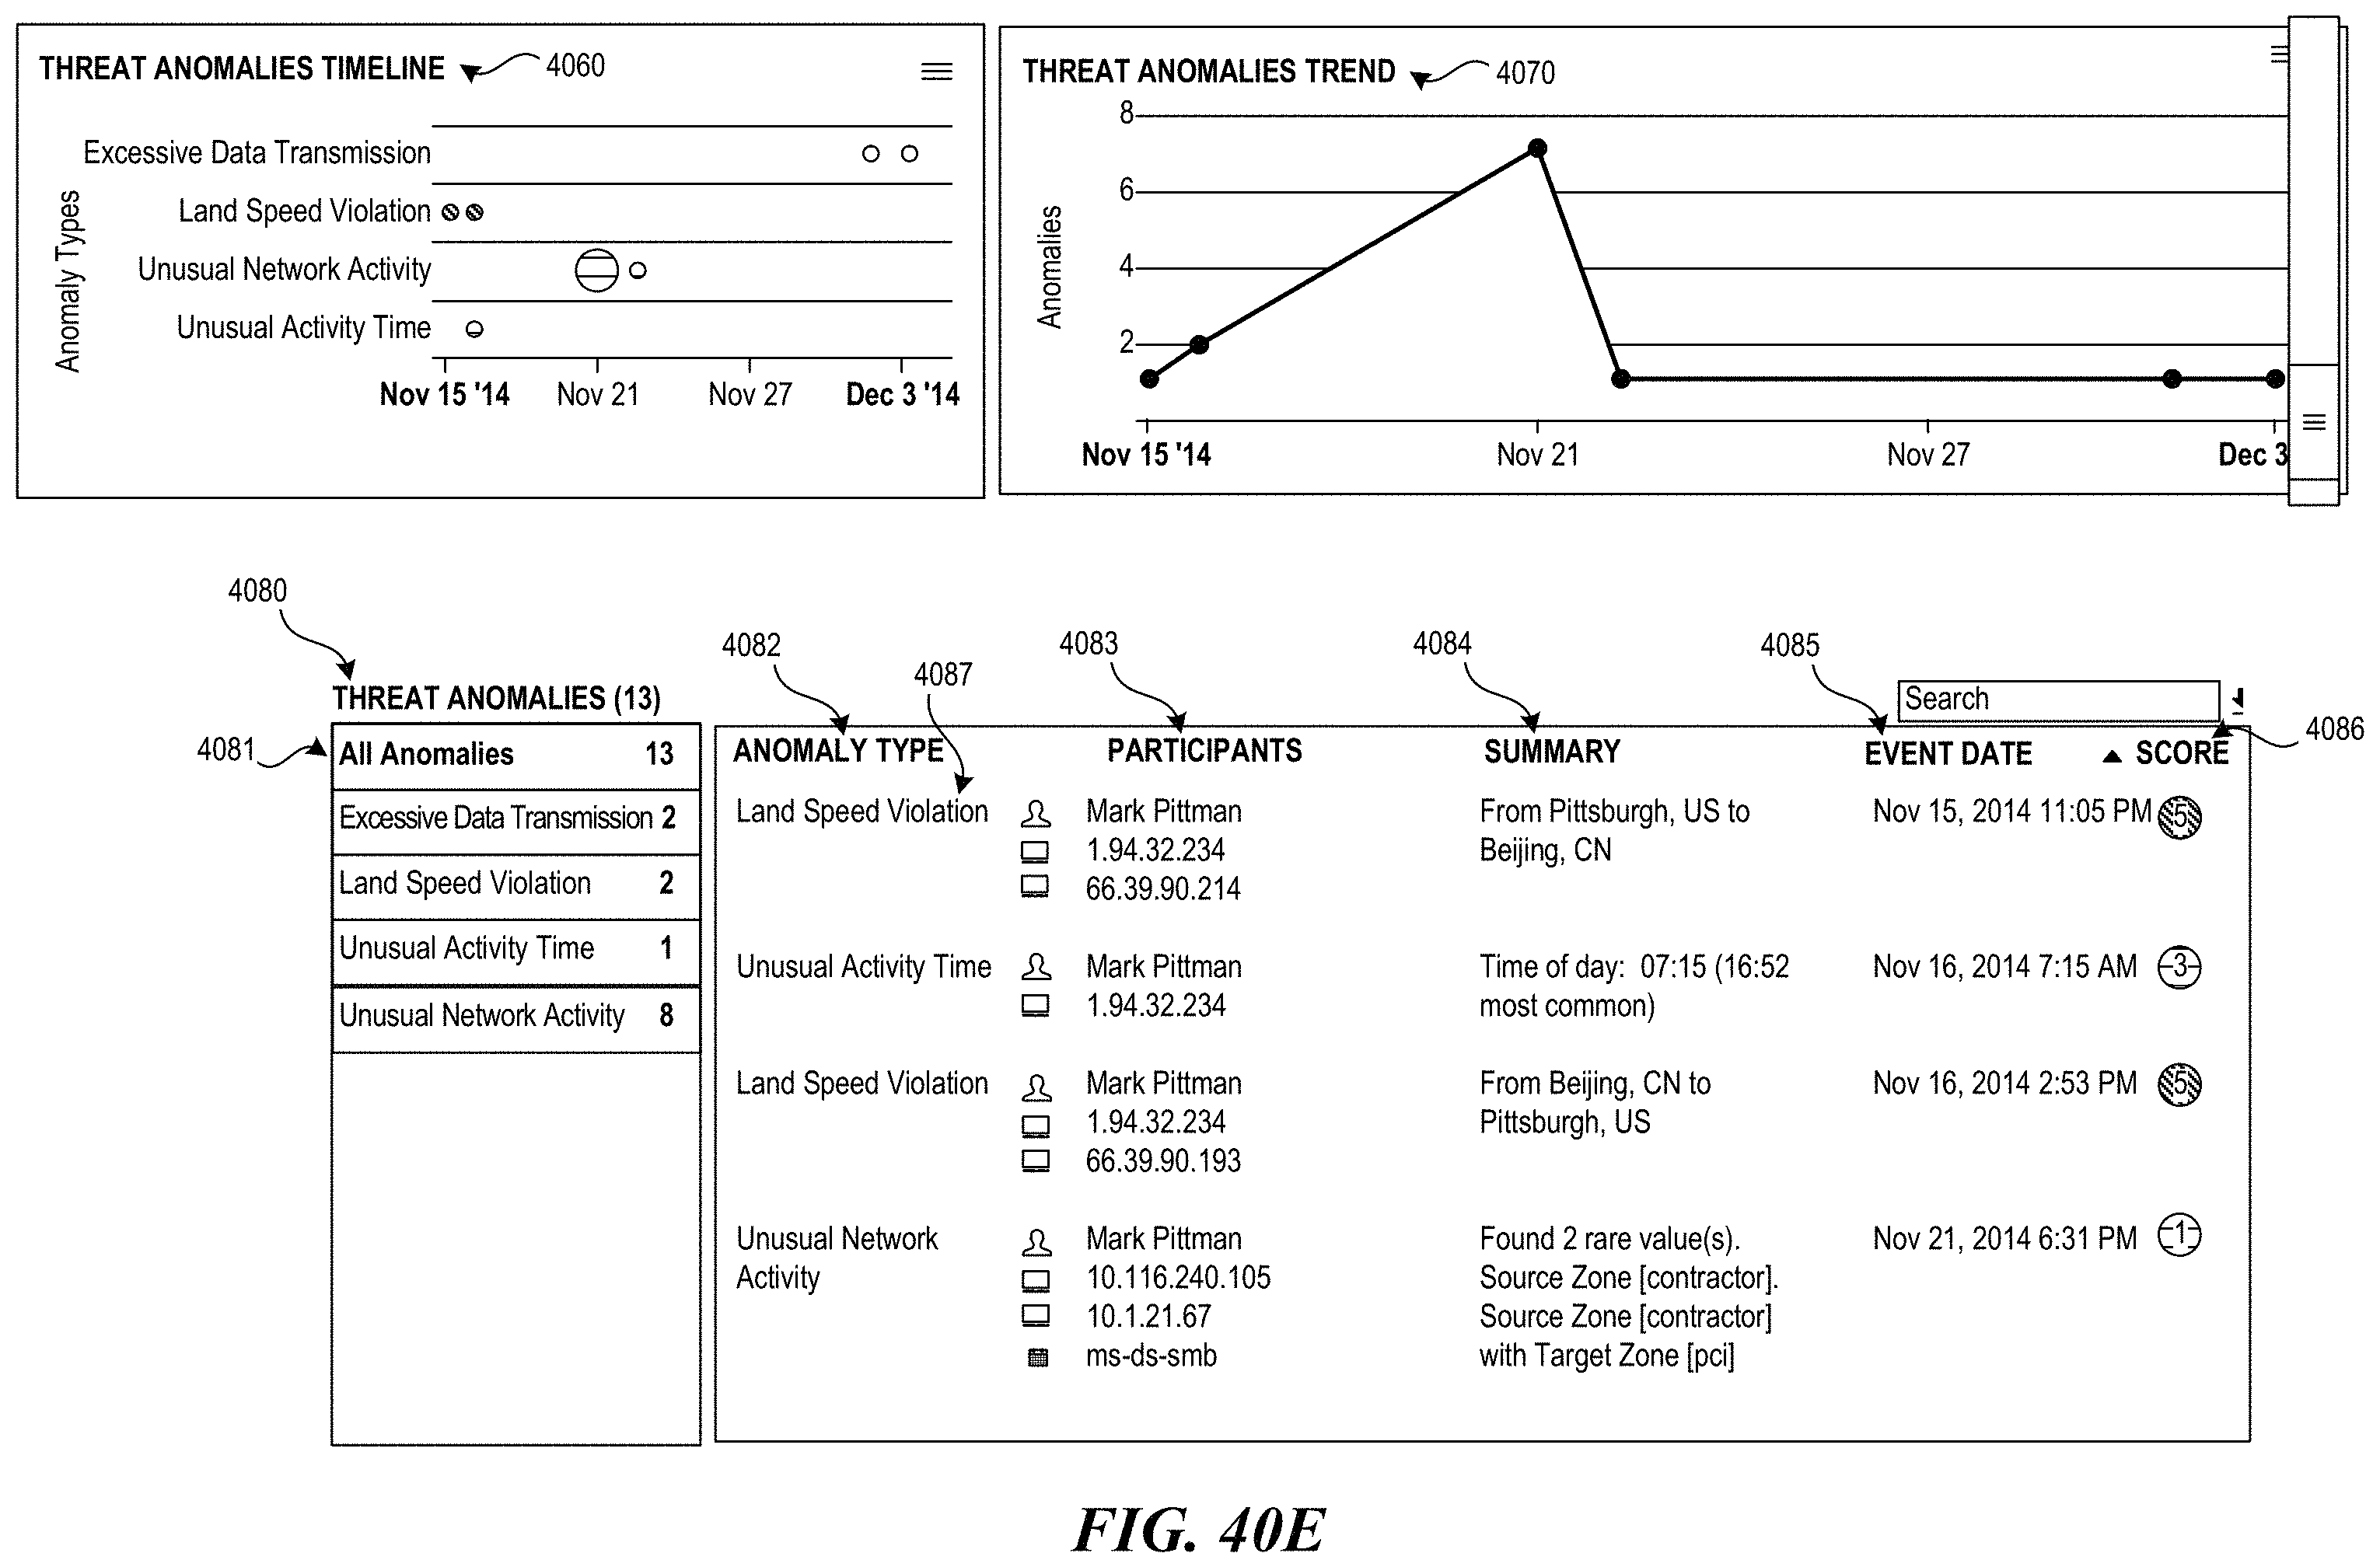 THREAT ANOMALIES TIMELINE
4060
Anomaly Types
Excessive Data Transmission
Land Speed Violation
Unusual Network Activity
Unusual Activity Time
Nov 15 '14 Nov 21 Nov 27 Dec 3 '14
THREAT ANOMALIES TREND
4070
Anomalies
8
6
4
2
Nov 15 '14 Nov 21 Nov 27 Dec 3
4080
THREAT ANOMALIES (13)
4081
All Anomalies 13
Excessive Data Transmission 2
Land Speed Violation 2
Unusual Activity Time 1
Unusual Network Activity 8
4082 4087 4083 4084 4085
Search
4086
ANOMALY TYPE PARTICIPANTS SUMMARY EVENT DATE ▲ SCORE
Land Speed Violation Mark Pittman From Pittsburgh, US to Nov 15, 2014 11:05 PM 5
1.94.32.234 Beijing, CN
66.39.90.214
Unusual Activity Time Mark Pittman Time of day: 07:15 (16:52 Nov 16, 2014 7:15 AM 3
1.94.32.234 most common)
Land Speed Violation Mark Pittman From Beijing, CN to Nov 16, 2014 2:53 PM 5
1.94.32.234 Pittsburgh, US
66.39.90.193
Unusual Network Mark Pittman Found 2 rare value(s). Nov 21, 2014 6:31 PM 1
Activity 10.116.240.105 Source Zone [contractor].
10.1.21.67 Source Zone [contractor]
ms-ds-smb with Target Zone [pci]
FIG. 40E